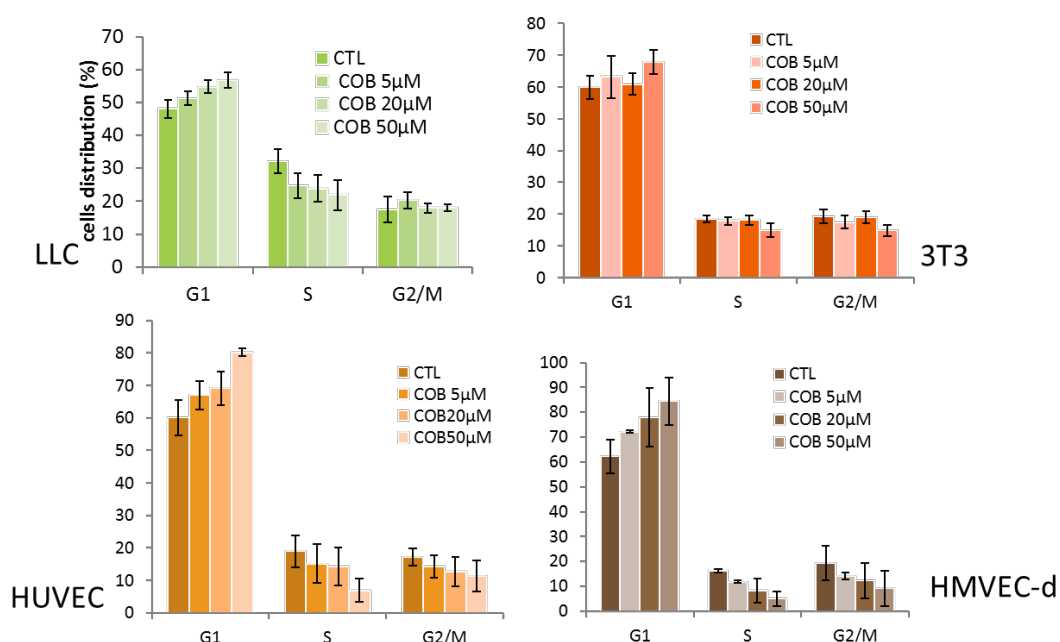 cells distribution (%)
70
60
50
40
30
20
10
0
CTL
COB 5µM
COB 20µM
COB 50µM
G1 S G2/M
LLC
80
70
60
50
40
30
20
10
0
CTL
COB 5µM
COB 20µM
COB 50µM
G1 S G2/M
3T3
90
80
70
60
50
40
30
20
10
0
CTL
COB 5µM
COB20µM
COB50µM
G1 S G2/M
HUVEC
100
90
80
70
60
50
40
30
20
10
0
CTL
COB 5µM
COB 20µM
COB 50µM
G1 S G2/M
HMVEC-d